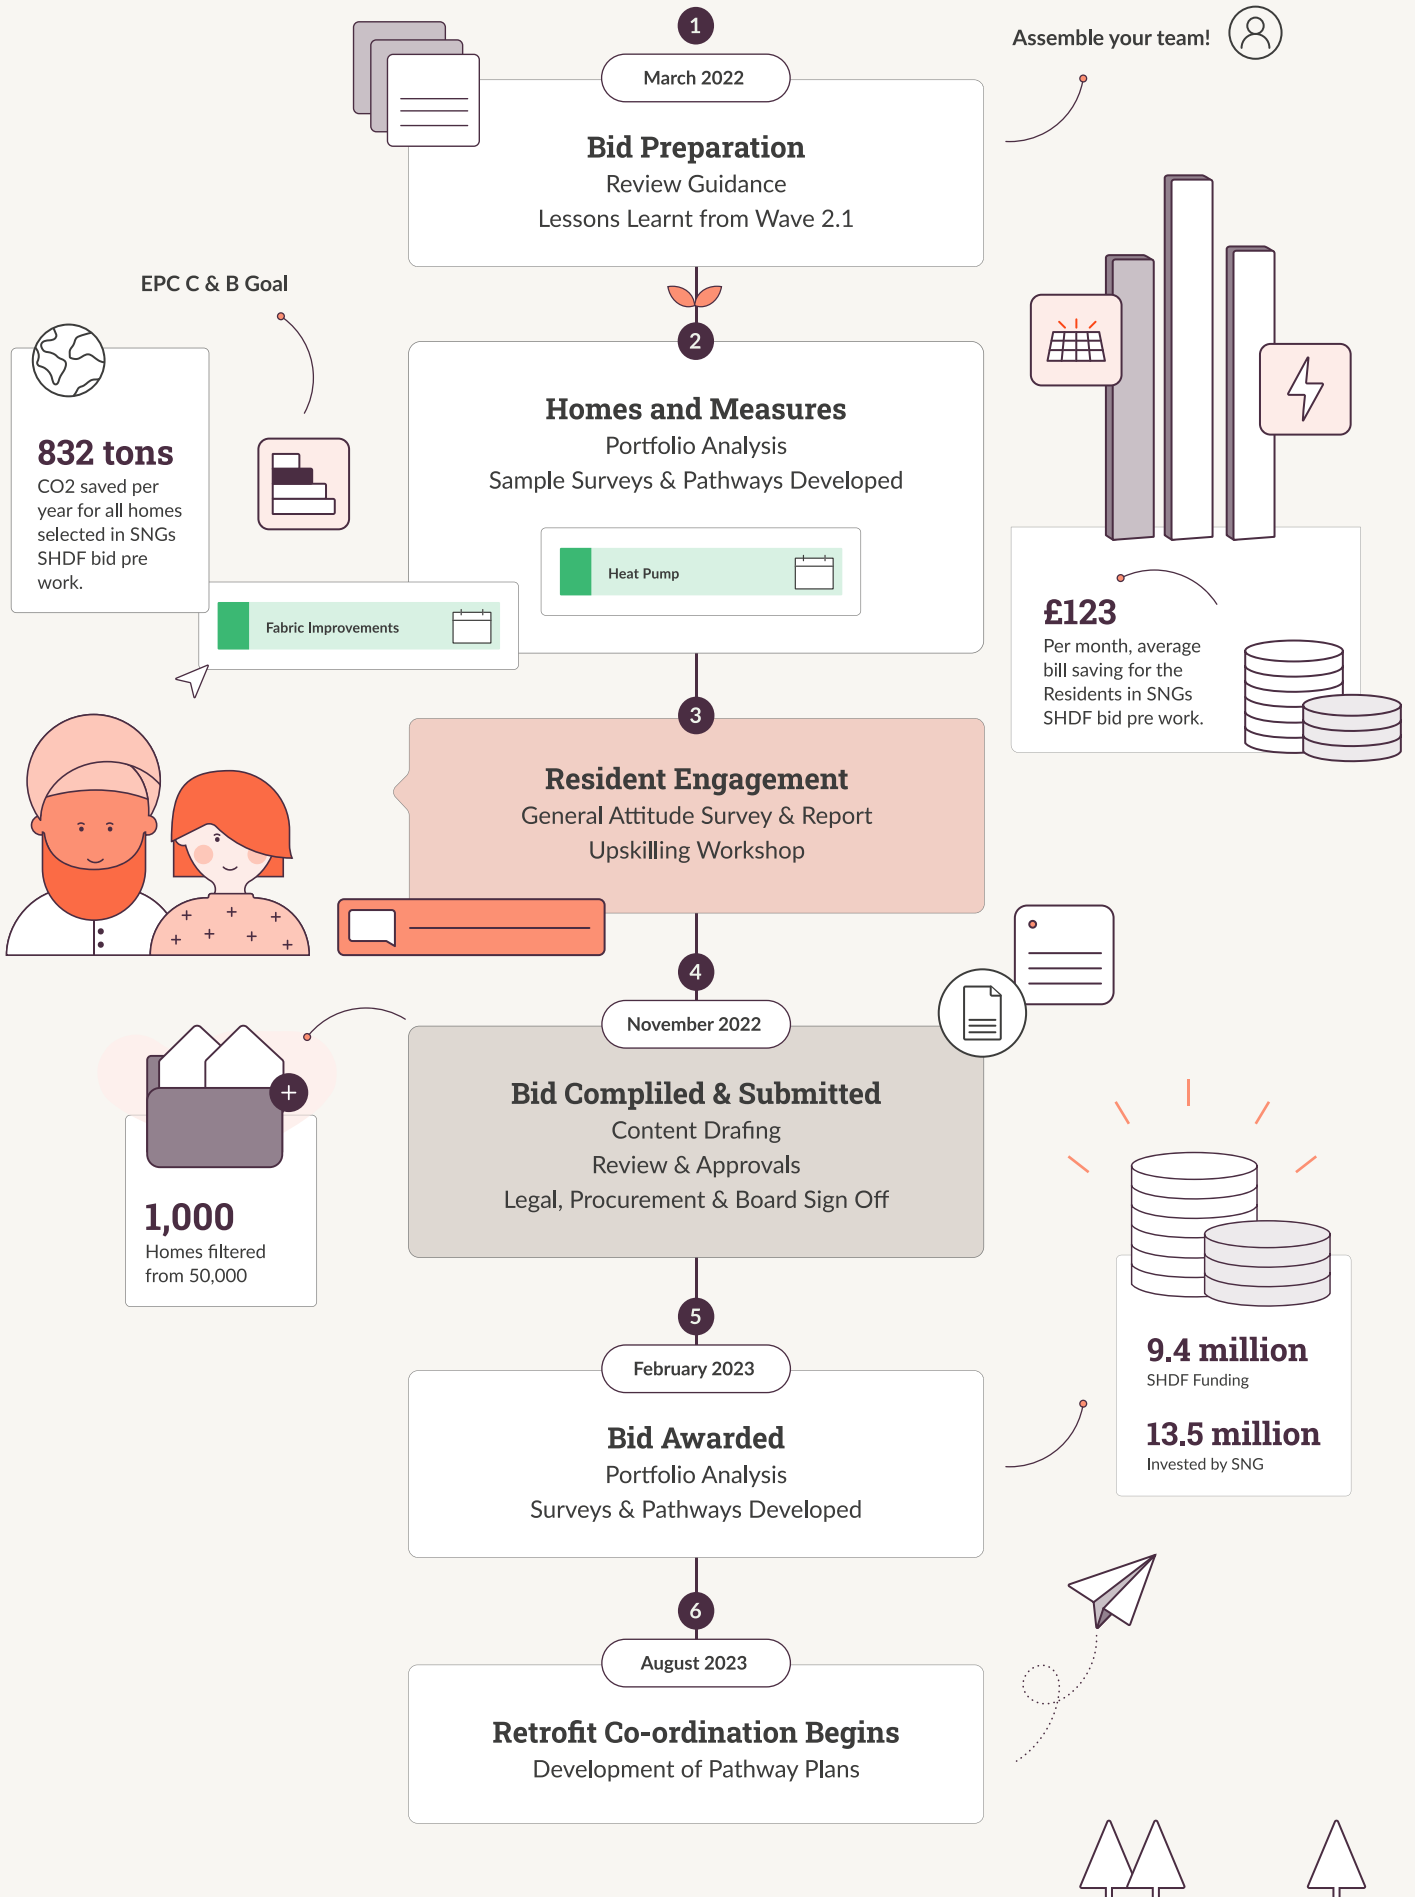 1
Assemble your team!
March 2022
Bid Preparation
Review Guidance
Lessons Learnt from Wave 2.1
EPC C & B Goal
2
Homes and Measures
Portfolio Analysis
Sample Surveys & Pathways Developed
Heat Pump
832 tons
CO2 saved per
year for all homes
selected in SNGs
SHDF bid pre
work.
Fabric Improvements
£123
Per month, average
bill saving for the
Residents in SNGs
SHDF bid pre work.
3
Resident Engagement
General Attitude Survey & Report
Upskilling Workshop
4
November 2022
Bid Compliled & Submitted
Content Drafing
Review & Approvals
Legal, Procurement & Board Sign Off
1,000
Homes filtered
from 50,000
5
February 2023
Bid Awarded
Portfolio Analysis
Surveys & Pathways Developed
9.4 million
SHDF Funding
13.5 million
Invested by SNG
6
August 2023
Retrofit Co-ordination Begins
Development of Pathway Plans